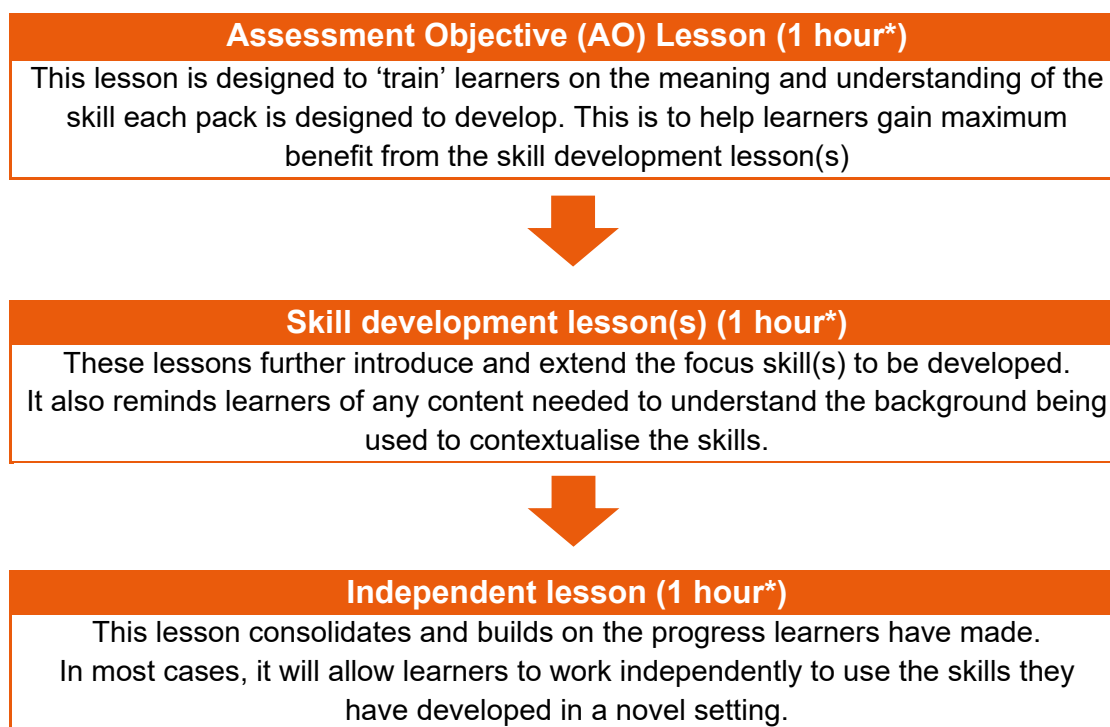 Assessment Objective (AO) Lesson (1 hour*)
This lesson is designed to ‘train’ learners on the meaning and understanding of the
skill each pack is designed to develop. This is to help learners gain maximum
benefit from the skill development lesson(s)
Skill development lesson(s) (1 hour*)
These lessons further introduce and extend the focus skill(s) to be developed.
It also reminds learners of any content needed to understand the background being
used to contextualise the skills.
Independent lesson (1 hour*)
This lesson consolidates and builds on the progress learners have made.
In most cases, it will allow learners to work independently to use the skills they
have developed in a novel setting.